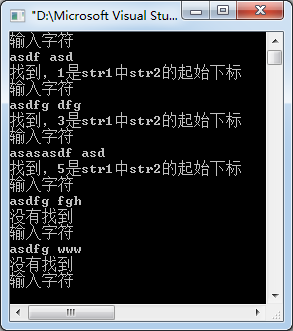 "D:\Microsoft Visual Stu...
输入字符
asdf asd
找到，1是str1中str2的起始下标
输入字符
asdfg dfg
找到，3是str1中str2的起始下标
输入字符
asasasdf asd
找到，5是str1中str2的起始下标
输入字符
asdfg fgh
没有找到
输入字符
asdfg www
没有找到
输入字符